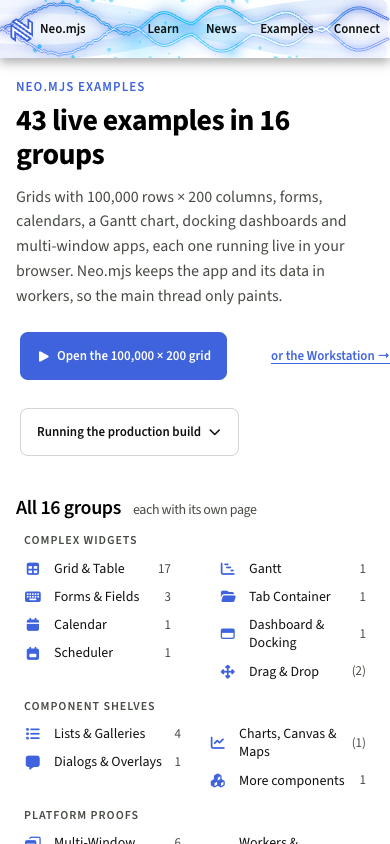 Neo.mjs Learn News Examples Connect
NEO.MJS EXAMPLES
43 live examples in 16
groups
Grids with 100,000 rows × 200 columns, forms,
calendars, a Gantt chart, docking dashboards and
multi-window apps, each one running live in your
browser. Neo.mjs keeps the app and its data in
workers, so the main thread only paints.
Open the 100,000 × 200 grid
or the Workstation →
Running the production build
All 16 groups each with its own page
COMPLEX WIDGETS
Grid & Table 17
Forms & Fields 3
Calendar 1
Scheduler 1
Gantt 1
Tab Container 1
Dashboard &
Docking 1
Drag & Drop (2)
COMPONENT SHELVES
Lists & Galleries 4
Dialogs & Overlays 1
Charts, Canvas &
Maps (1)
More components 1
PLATFORM PROOFS
Multi-Window 6
Workers &